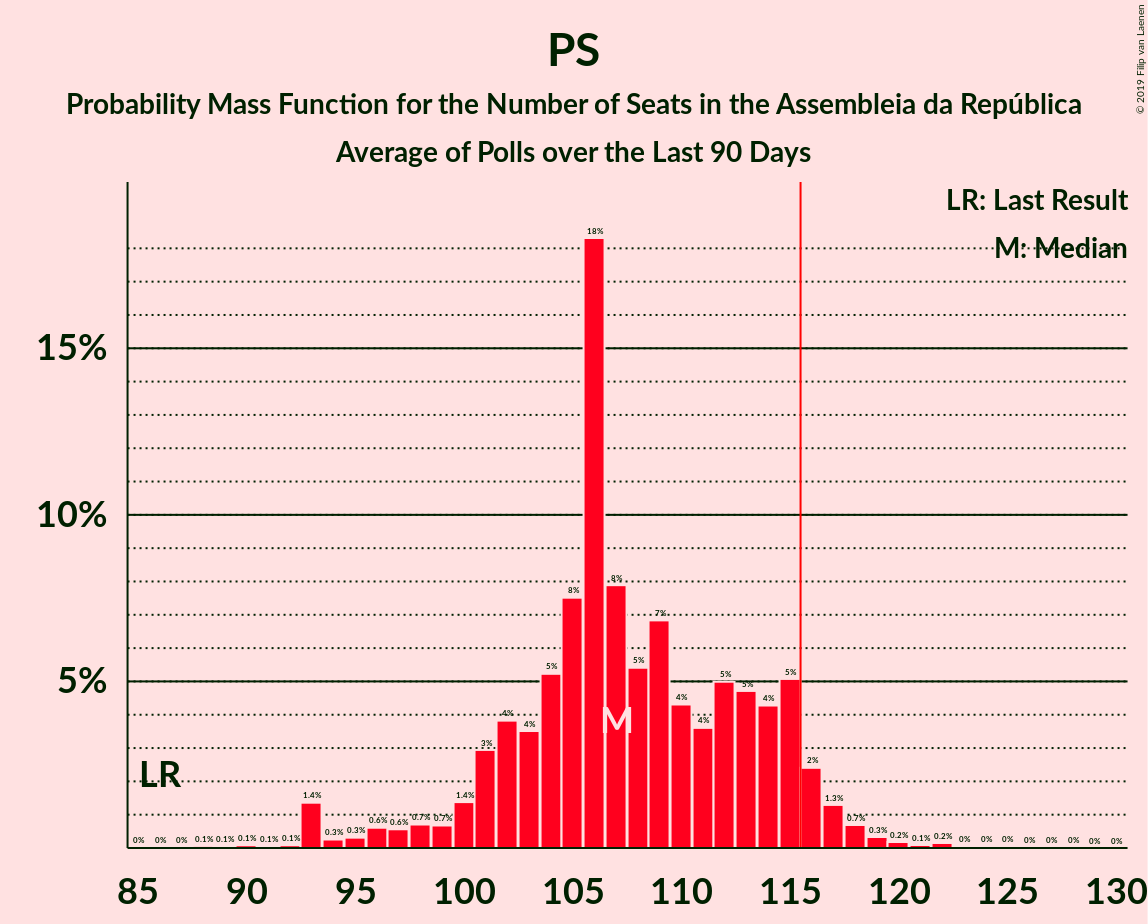 PS
Probability Mass Function for the Number of Seats in the Assembleia da República
Average of Polls over the Last 90 Days
© 2019 Filip van Laenen
LR: Last Result
M: Median
15%
10%
5%
LR
M
0% 0% 0% 0.1% 0.1% 0.1% 0.1% 0.1% 1.4% 0.3% 0.3% 0.6% 0.6% 0.7% 0.7% 1.4% 3% 4% 4% 5% 8% 18% 8% 5% 7% 4% 4% 5% 5% 4% 5% 2% 1.3% 0.7% 0.3% 0.2% 0.1% 0.2% 0% 0% 0% 0% 0% 0% 0% 0%
85 90 95 100 105 110 115 120 125 130